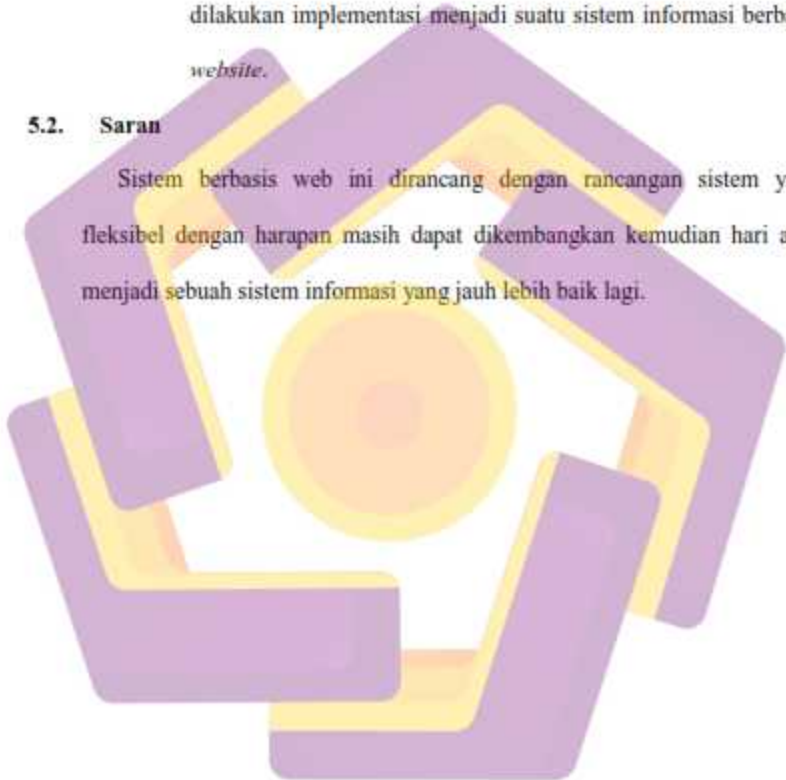 dilakukan implementasi menjadi suatu sistem informasi berb
website.
5.2. Saran
Sistem berbasis web ini dirancang dengan rancangan sistem y
fleksibel dengan harapan masih dapat dikembangkan kemudian hari a
menjadi sebuah sistem informasi yang jauh lebih baik lagi.